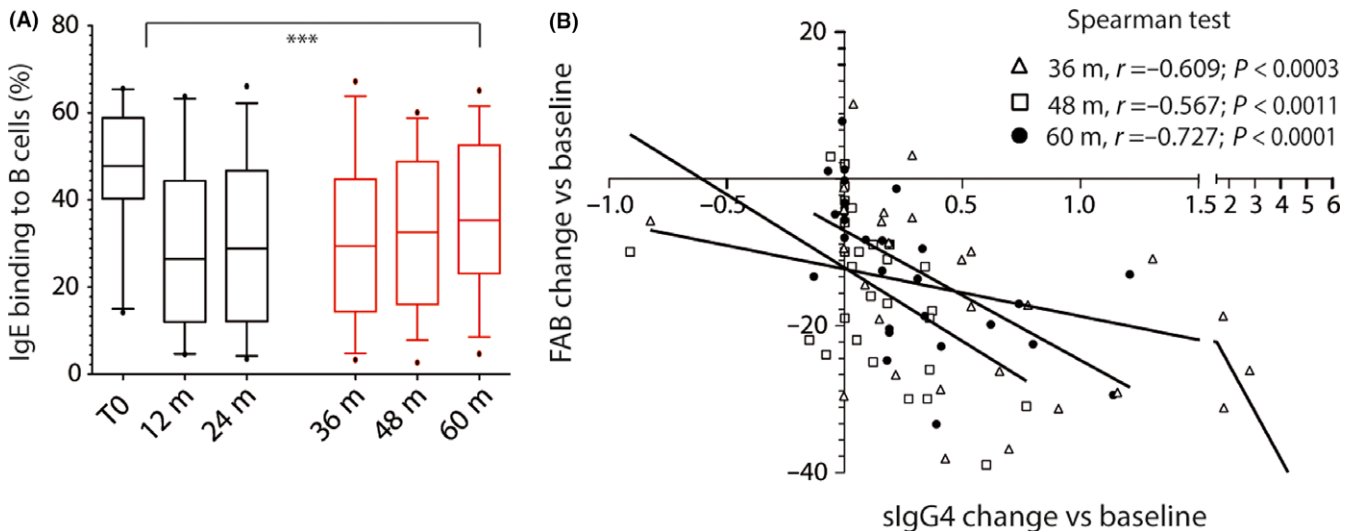 (A)
IgE binding to B cells (%)
80
60
40
20
0
***
T0
12 m
24 m
36 m
48 m
60 m
(B)
FAB change vs baseline
20
−20
−40
Spearman test
△ 36 m, r =–0.609; P < 0.0003
□ 48 m, r =–0.567; P < 0.0011
● 60 m, r =–0.727; P < 0.0001
−1.0 −0.5 0.5 1.0 1.5 2 3 4 5 6
sIgG4 change vs baseline